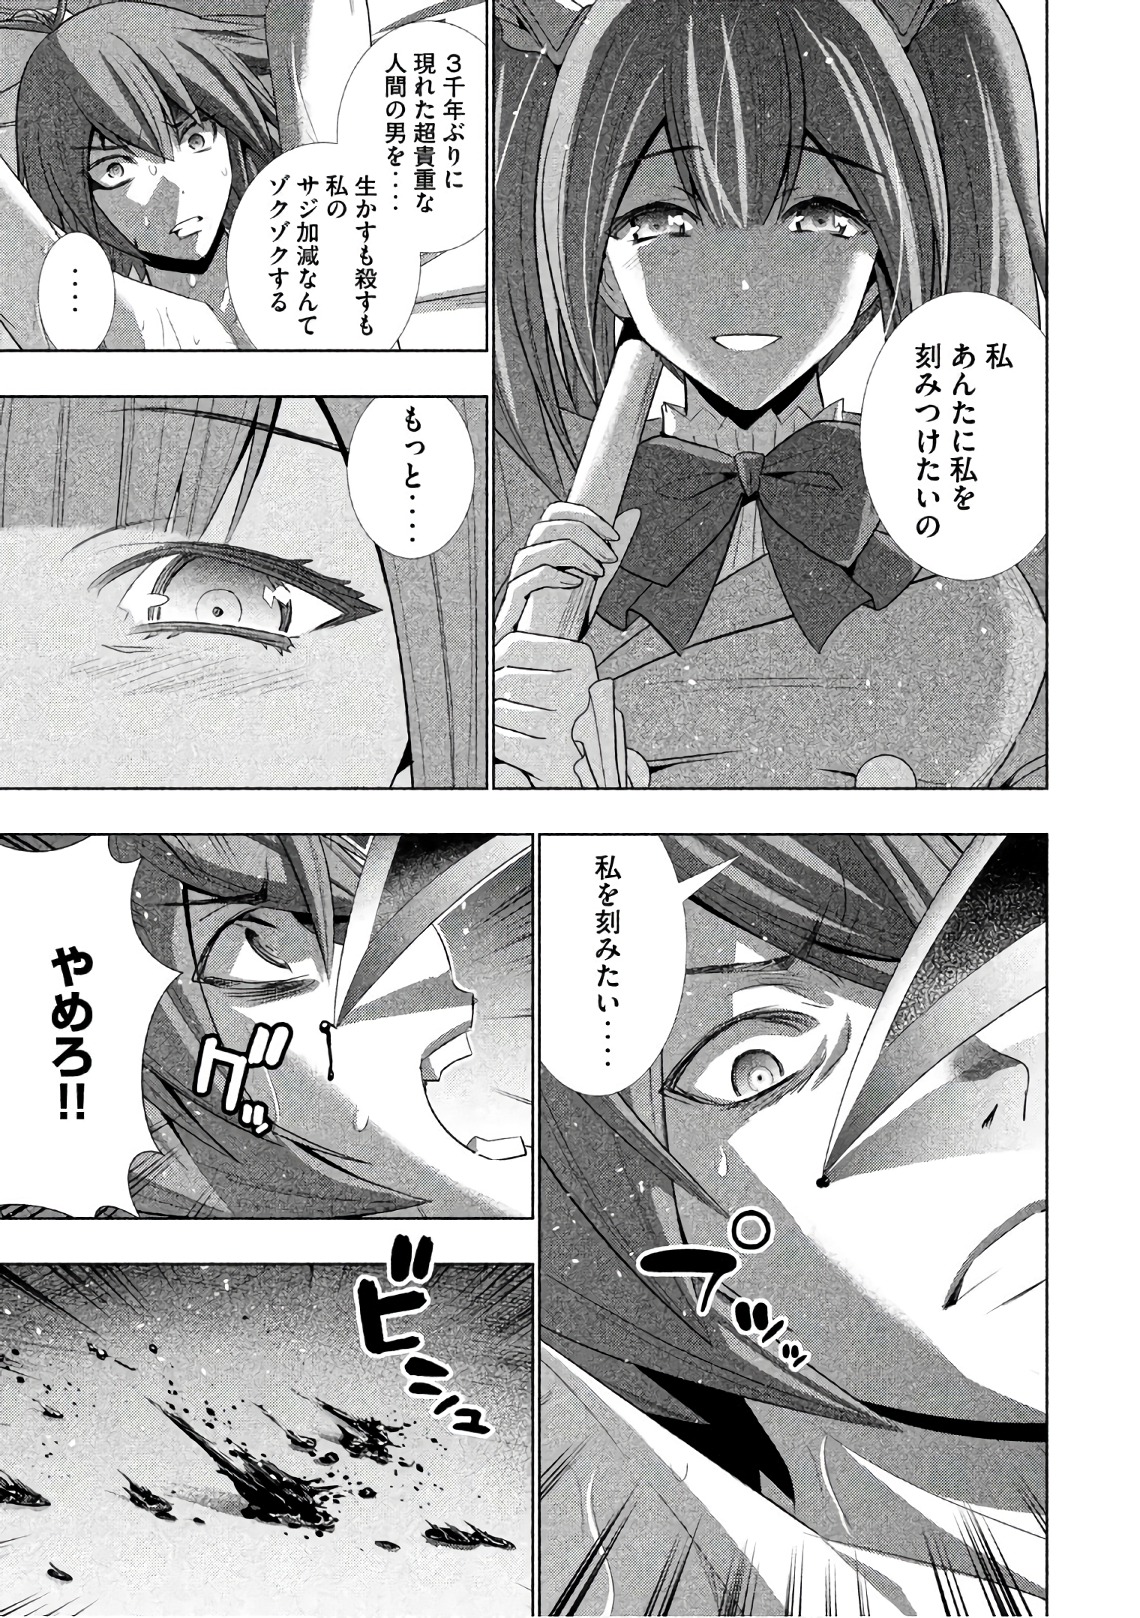 私
あんたに私を
刻みつけたいの
３千年ぶりに
現れた超貴重な
人間の男を‥‥
生かすも殺すも
私の
サジ加減なんて
ゾクゾクする
‥‥
もっと‥‥
私を刻みたい‥‥
プツッ
グッ
やめろ!!
ビシュ